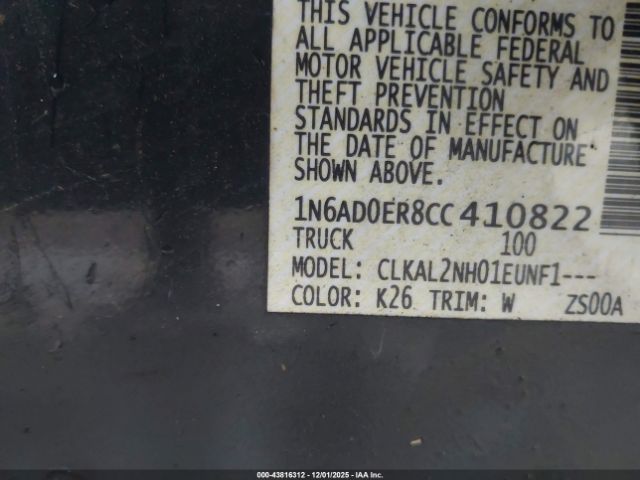 THIS VEHICLE CONFORMS TO
ALL APPLICABLE FEDERAL
MOTOR VEHICLE SAFETY AND
THEFT PREVENTION
STANDARDS IN EFFECT ON
THE DATE OF MANUFACTURE
SHOWN ABOVE.
1N6AD0ER8CC 410822
TRUCK 100
MODEL: CLKAL2NH01EUNF1---
COLOR: K26 TRIM: W ZS00A
000-43816312 - 12/01/2025 - IAA Inc.